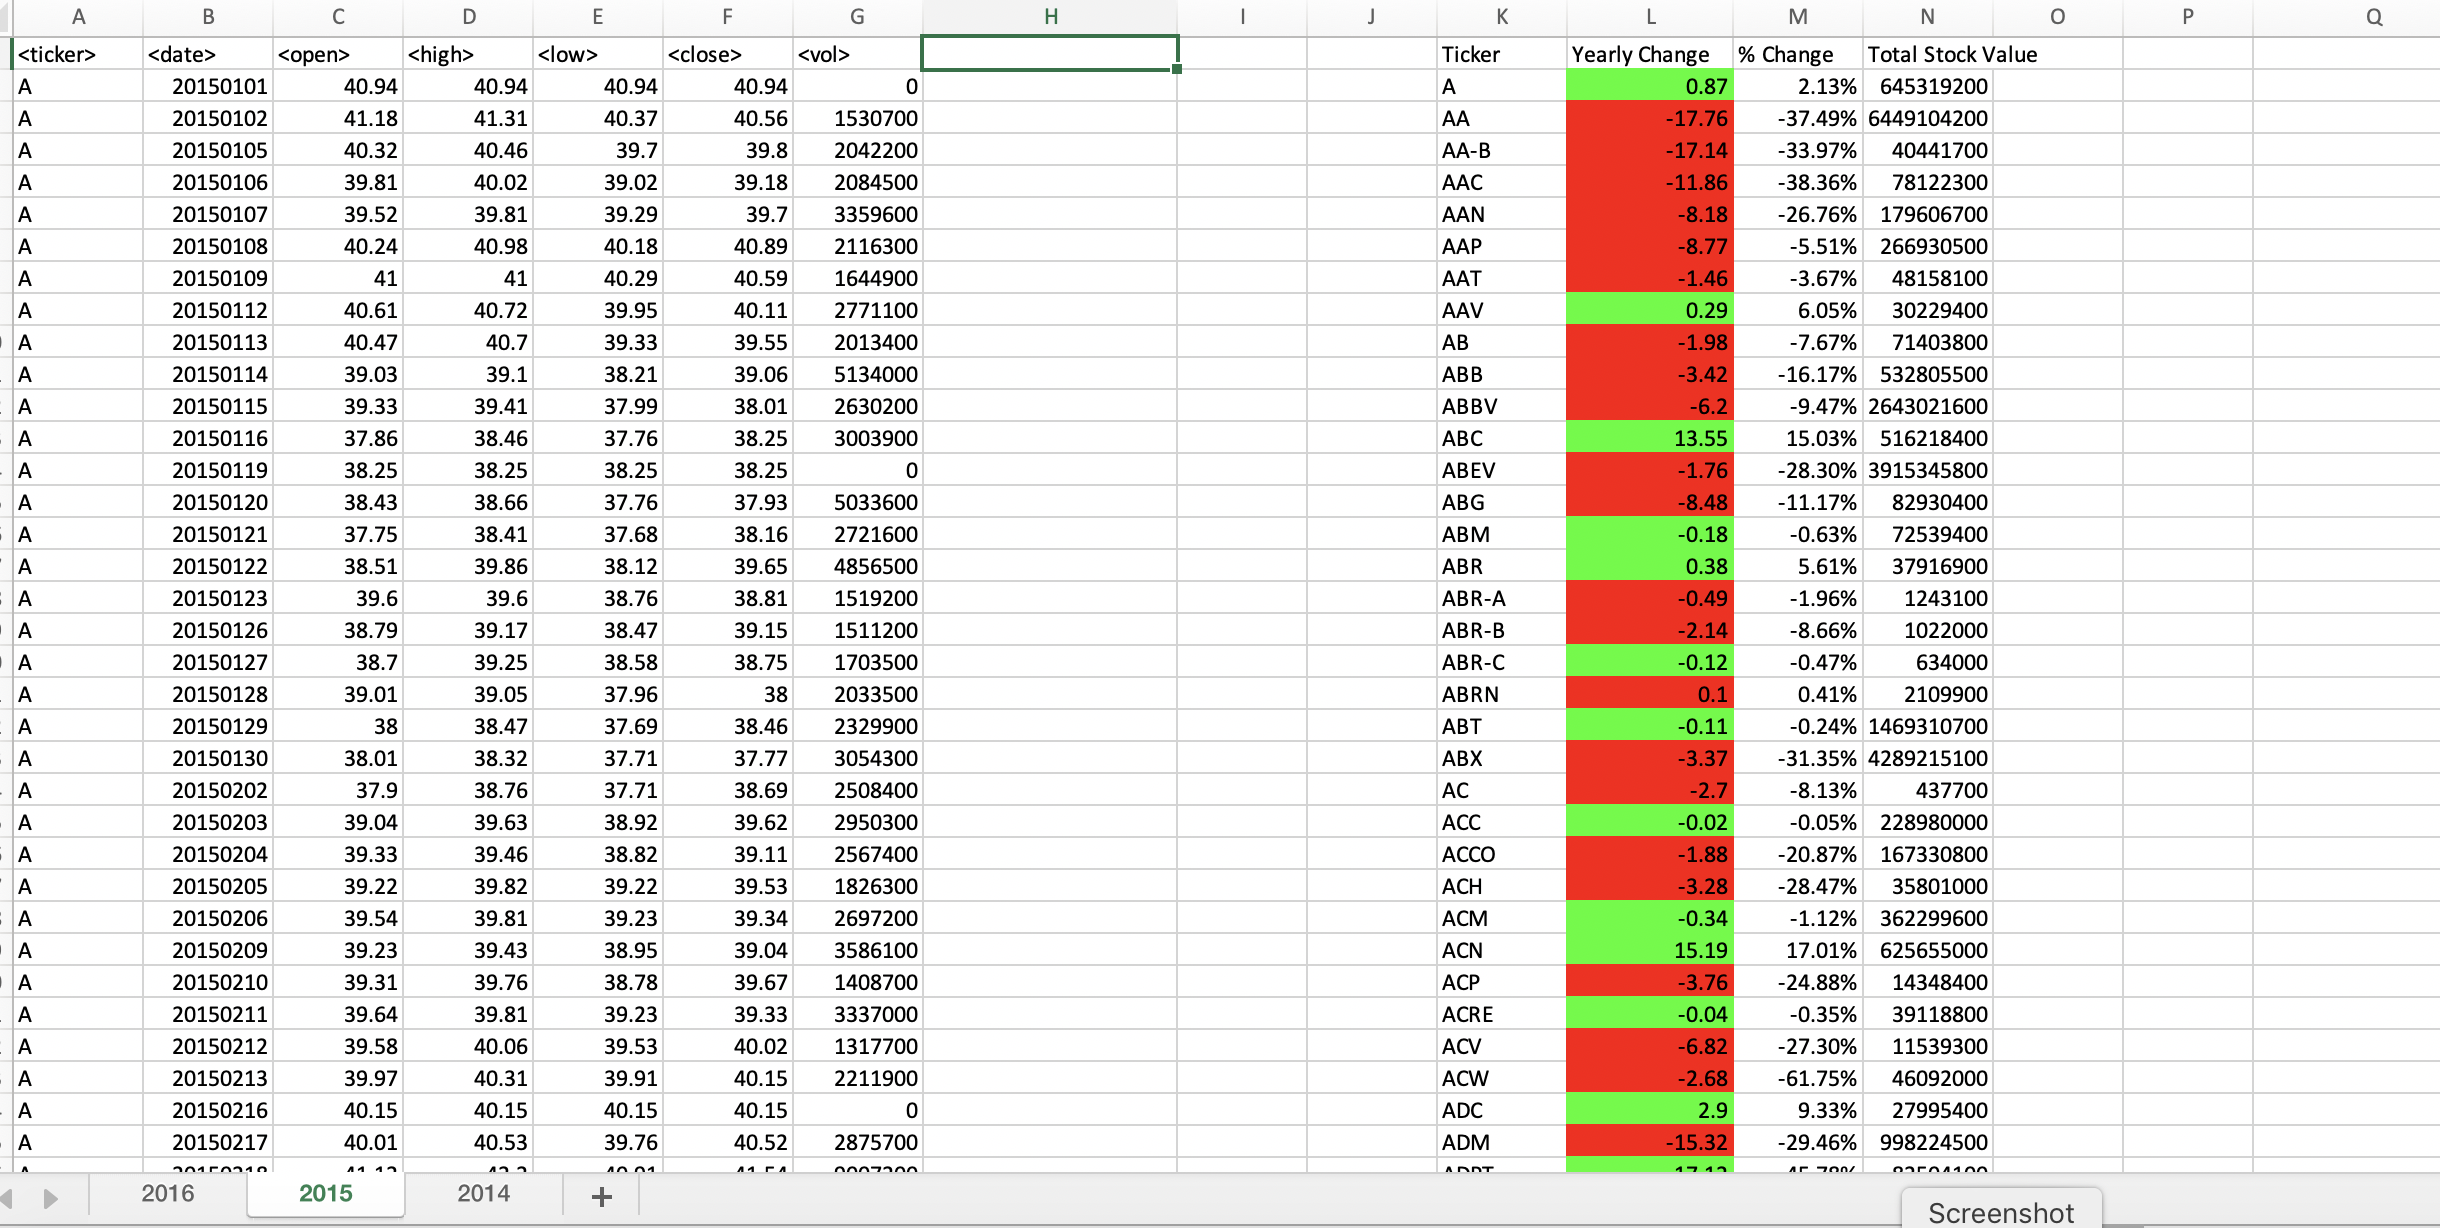 A B C D E F G H I J K L M N O P Q
<ticker> <date> <open> <high> <low> <close> <vol> Ticker Yearly Change % Change Total Stock Value
A 20150101 40.94 40.94 40.94 40.94 0 A 0.87 2.13% 645319200
A 20150102 41.18 41.31 40.37 40.56 1530700 AA -17.76 -37.49% 6449104200
A 20150105 40.32 40.46 39.7 39.8 2042200 AA-B -17.14 -33.97% 40441700
A 20150106 39.81 40.02 39.02 39.18 2084500 AAC -11.86 -38.36% 78122300
A 20150107 39.52 39.81 39.29 39.7 3359600 AAN -8.18 -26.76% 179606700
A 20150108 40.24 40.98 40.18 40.89 2116300 AAP -8.77 -5.51% 266930500
A 20150109 41 41 40.29 40.59 1644900 AAT -1.46 -3.67% 48158100
A 20150112 40.61 40.72 39.95 40.11 2771100 AAV 0.29 6.05% 30229400
A 20150113 40.47 40.7 39.33 39.55 2013400 AB -1.98 -7.67% 71403800
A 20150114 39.03 39.1 38.21 39.06 5134000 ABB -3.42 -16.17% 532805500
A 20150115 39.33 39.41 37.99 38.01 2630200 ABBV -6.2 -9.47% 2643021600
A 20150116 37.86 38.46 37.76 38.25 3003900 ABC 13.55 15.03% 516218400
A 20150119 38.25 38.25 38.25 38.25 0 ABEV -1.76 -28.30% 3915345800
A 20150120 38.43 38.66 37.76 37.93 5033600 ABG -8.48 -11.17% 82930400
A 20150121 37.75 38.41 37.68 38.16 2721600 ABM -0.18 -0.63% 72539400
A 20150122 38.51 39.86 38.12 39.65 4856500 ABR 0.38 5.61% 37916900
A 20150123 39.6 39.6 38.76 38.81 1519200 ABR-A -0.49 -1.96% 1243100
A 20150126 38.79 39.17 38.47 39.15 1511200 ABR-B -2.14 -8.66% 1022000
A 20150127 38.7 39.25 38.58 38.75 1703500 ABR-C -0.12 -0.47% 634000
A 20150128 39.01 39.05 37.96 38 2033500 ABRN 0.1 0.41% 2109900
A 20150129 38 38.47 37.69 38.46 2329900 ABT -0.11 -0.24% 1469310700
A 20150130 38.01 38.32 37.71 37.77 3054300 ABX -3.37 -31.35% 4289215100
A 20150202 37.9 38.76 37.71 38.69 2508400 AC -2.7 -8.13% 437700
A 20150203 39.04 39.63 38.92 39.62 2950300 ACC -0.02 -0.05% 228980000
A 20150204 39.33 39.46 38.82 39.11 2567400 ACCO -1.88 -20.87% 167330800
A 20150205 39.22 39.82 39.22 39.53 1826300 ACH -3.28 -28.47% 35801000
A 20150206 39.54 39.81 39.23 39.34 2697200 ACM -0.34 -1.12% 362299600
A 20150209 39.23 39.43 38.95 39.04 3586100 ACN 15.19 17.01% 625655000
A 20150210 39.31 39.76 38.78 39.67 1408700 ACP -3.76 -24.88% 14348400
A 20150211 39.64 39.81 39.23 39.33 3337000 ACRE -0.04 -0.35% 39118800
A 20150212 39.58 40.06 39.53 40.02 1317700 ACV -6.82 -27.30% 11539300
A 20150213 39.97 40.31 39.91 40.15 2211900 ACW -2.68 -61.75% 46092000
A 20150216 40.15 40.15 40.15 40.15 0 ADC 2.9 9.33% 27995400
A 20150217 40.01 40.53 39.76 40.52 2875700 ADM -15.32 -29.46% 998224500
2016 2015 2014 +
Screenshot